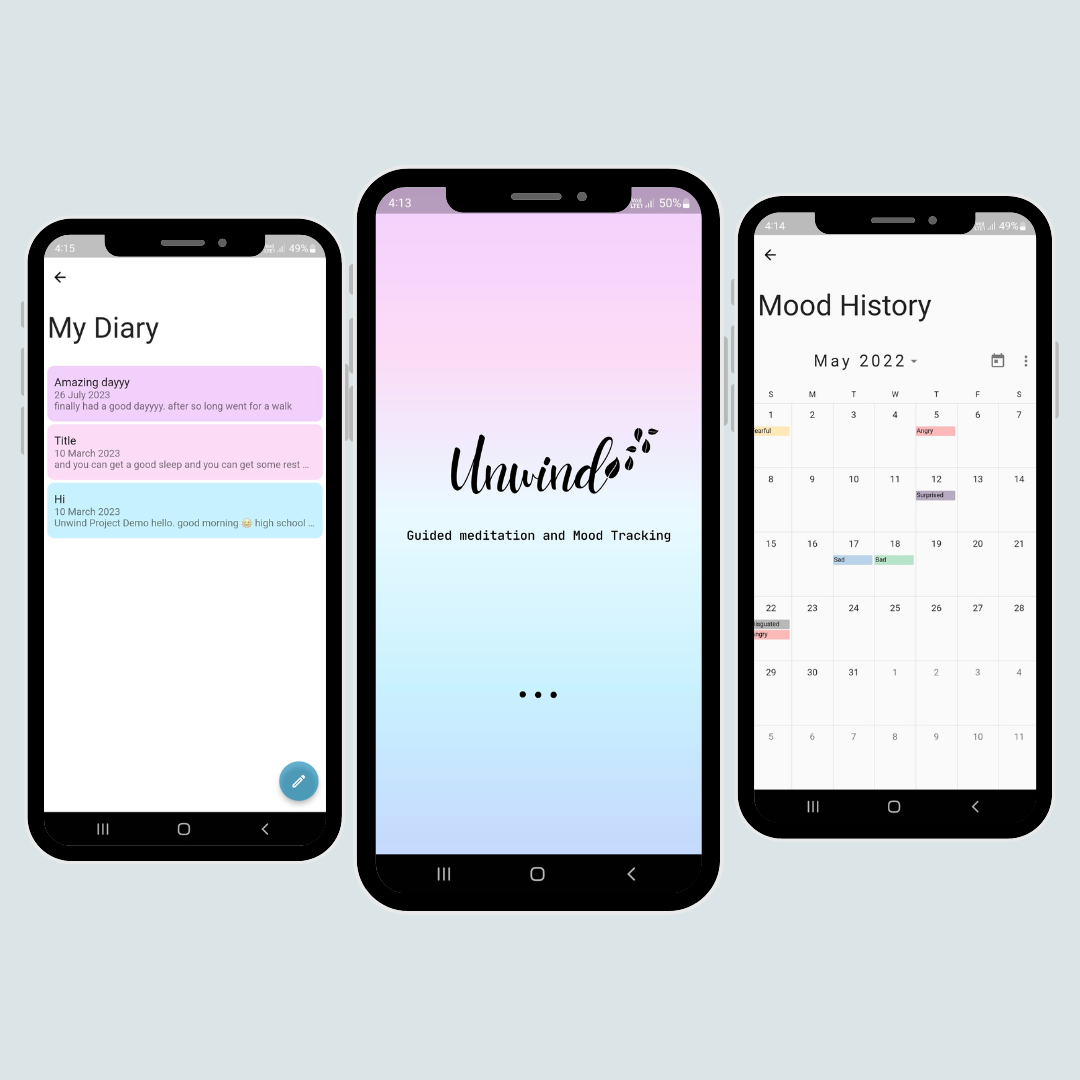 4:15
49%
My Diary
Amazing dayyy
26 July 2023
finally had a good dayyyy. after so long went for a walk
Title
10 March 2023
and you can get a good sleep and you can get some rest ...
Hi
10 March 2023
Unwind Project Demo hello. good morning 😄 high school ...
4:13
50%
Unwind
Guided meditation and Mood Tracking
4:14
49%
Mood History
May 2022
S M T W T F S
1 2 3 4 5 6 7
earful Angry
8 9 10 11 12 13 14
Surprised
15 16 17 18 19 20 21
Sad Bad
22 23 24 25 26 27 28
isgusted
ngry
29 30 31 1 2 3 4
5 6 7 8 9 10 11